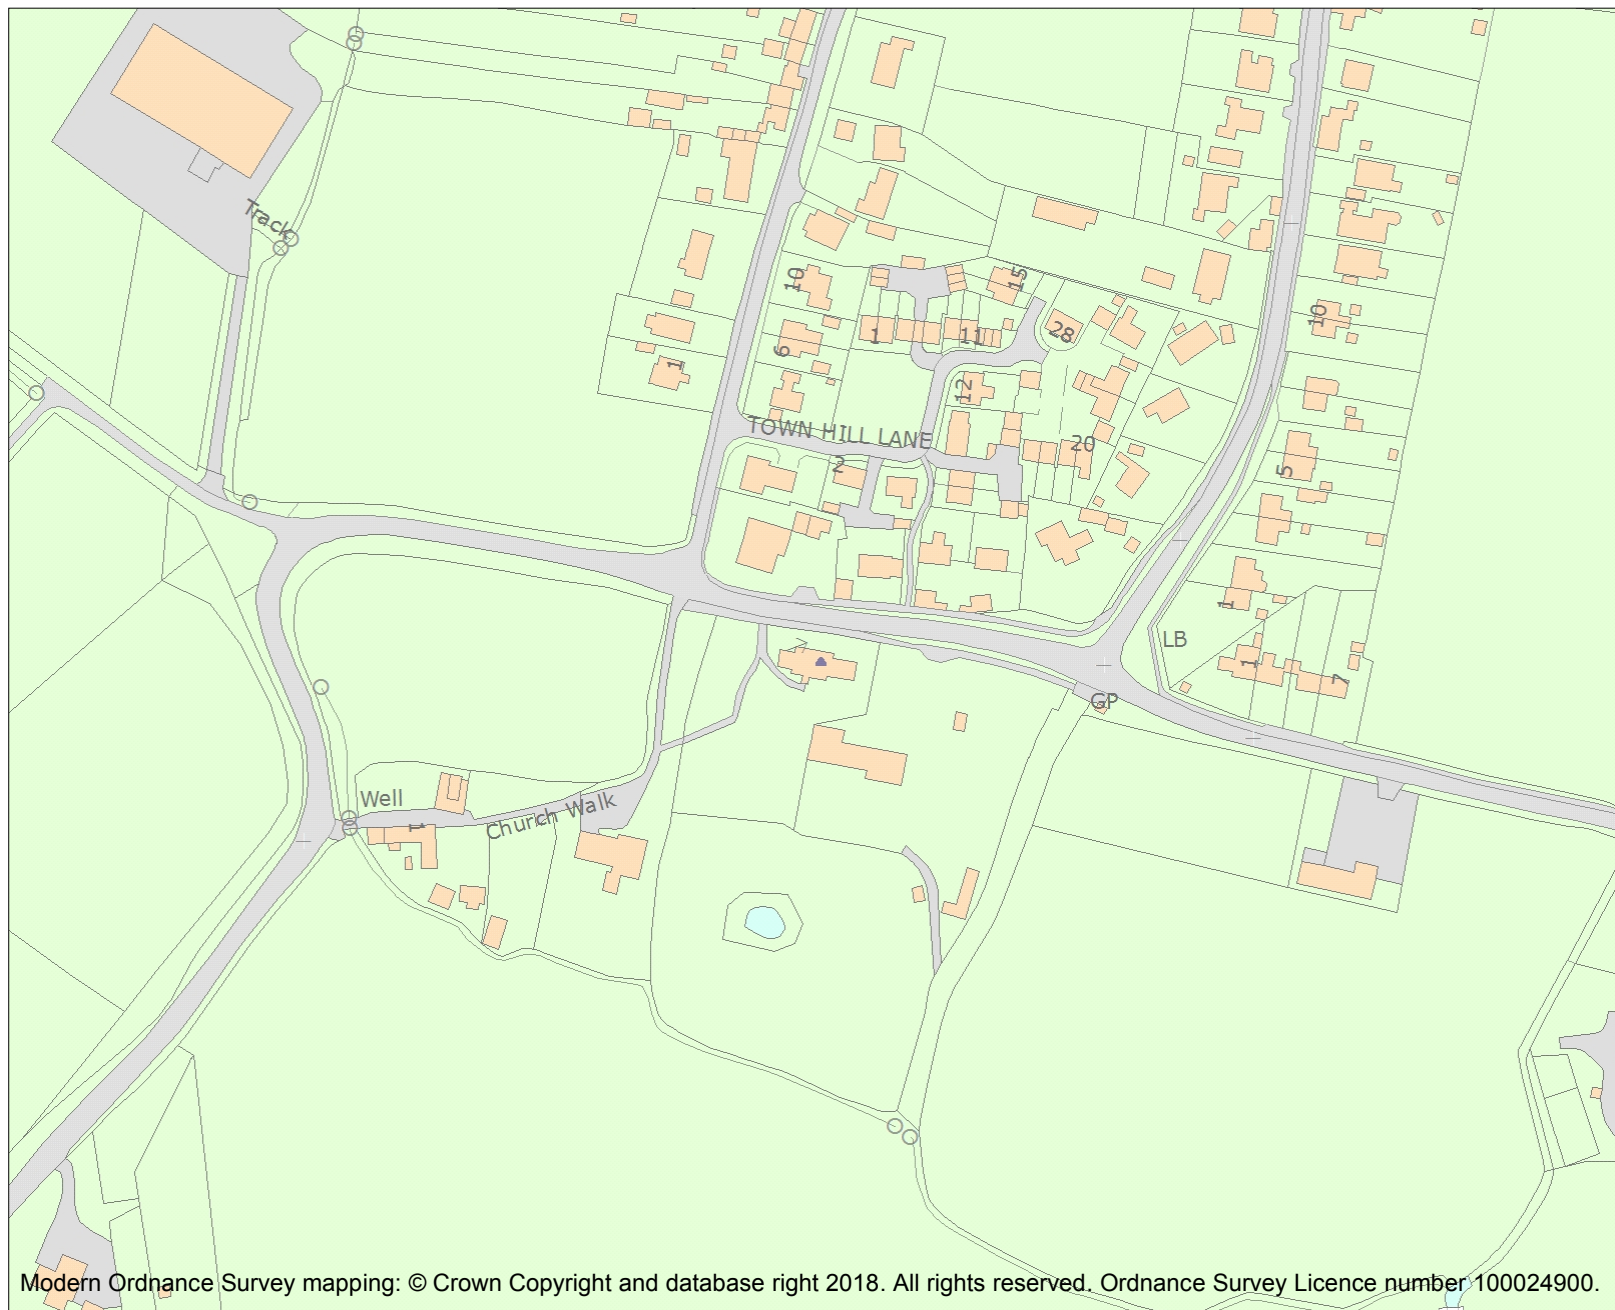 Track
10
15
10
1
11
28
6
1
12
TOWN HILL LANE
20
2
5
1
LB
1
7
GP
Well
1
Church Walk
Modern Ordnance Survey mapping: © Crown Copyright and database right 2018. All rights reserved. Ordnance Survey Licence number 100024900.